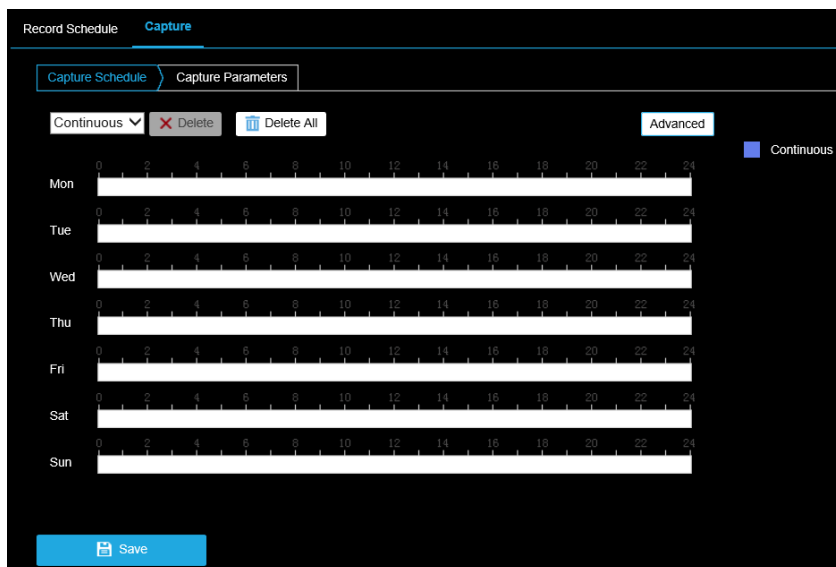 Record Schedule Capture
Capture Schedule Capture Parameters
Continuous Delete Delete All Advanced
Continuous
0 2 4 6 8 10 12 14 16 18 20 22 24
Mon
0 2 4 6 8 10 12 14 16 18 20 22 24
Tue
0 2 4 6 8 10 12 14 16 18 20 22 24
Wed
0 2 4 6 8 10 12 14 16 18 20 22 24
Thu
0 2 4 6 8 10 12 14 16 18 20 22 24
Fri
0 2 4 6 8 10 12 14 16 18 20 22 24
Sat
0 2 4 6 8 10 12 14 16 18 20 22 24
Sun
Save